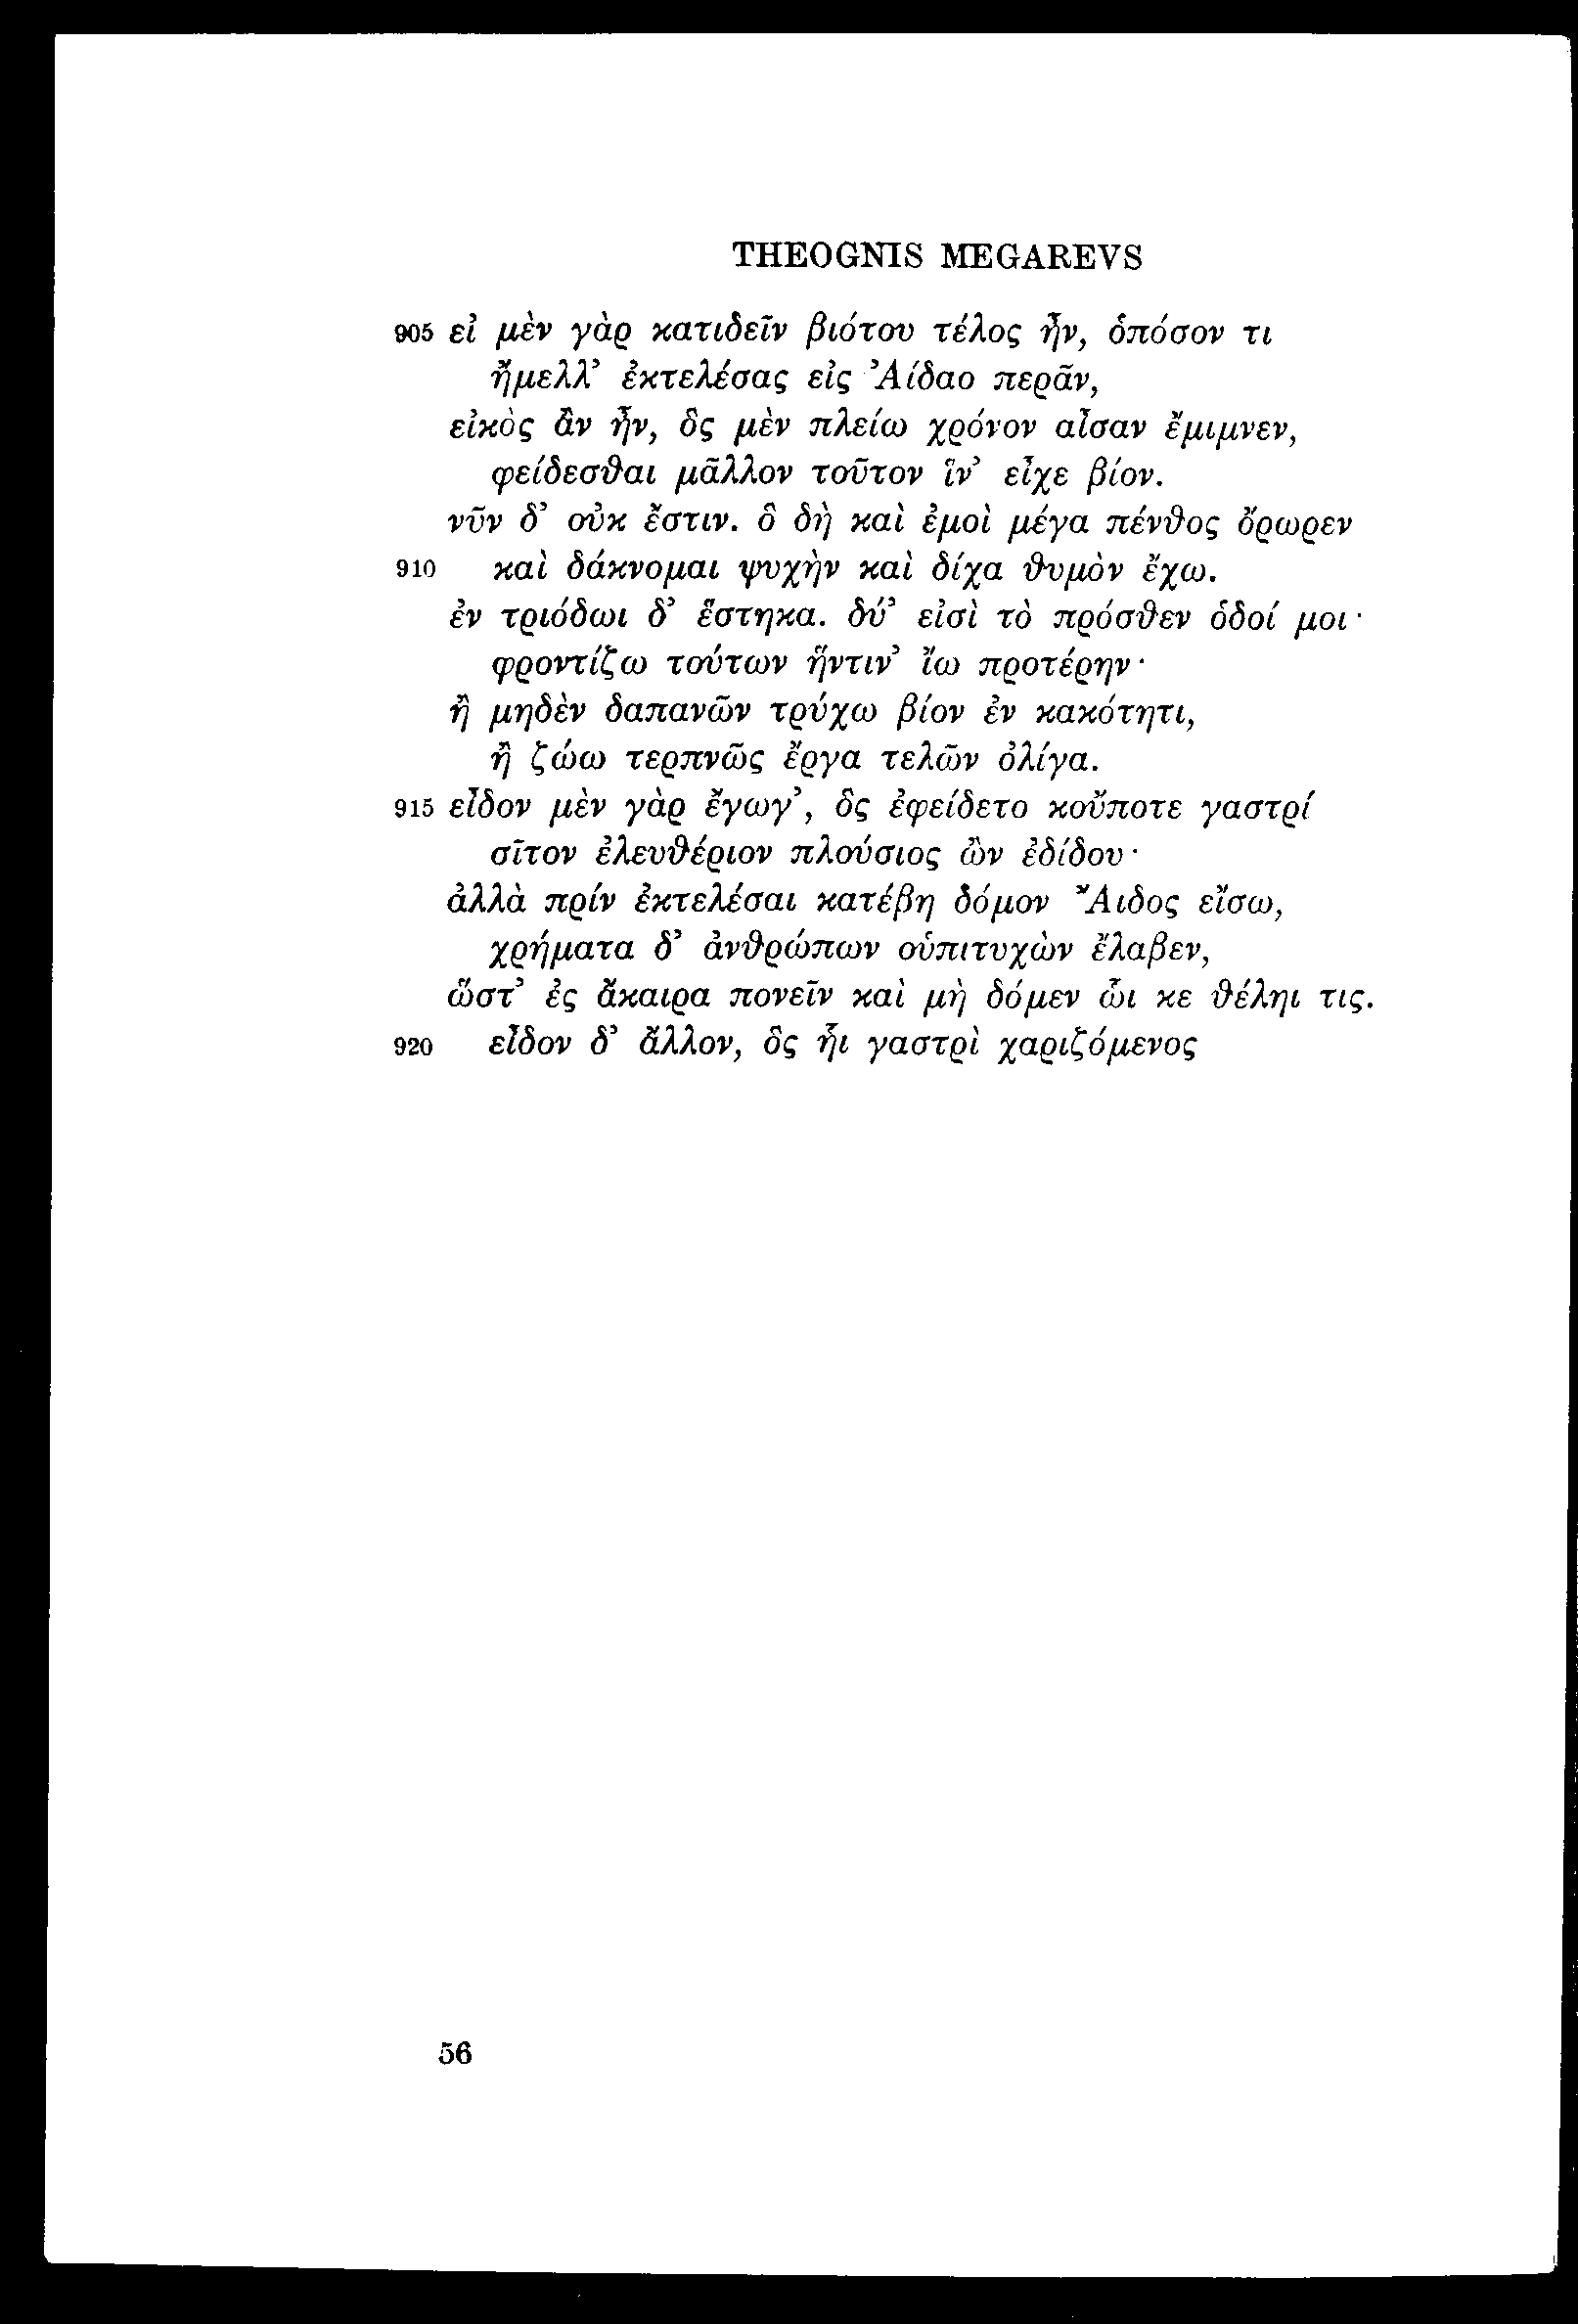 THEOGNIS MEGAREVS
905 εἰ μὲν γὰρ κατιδεῖν βιότου τέλος ἦν, ὁπόσον τι
ἤμελλ’ ἐκτελέσας εἰς Ἀίδαο περᾶν,
εἰκὸς ἂν ἦν, ὃς μὲν πλείω χρόνον αἶσαν ἔμιμνεν,
φείδεσθαι μᾶλλον τοῦτον ἵν’ εἶχε βίον.
νῦν δ’ οὐκ ἔστιν. ὃ δὴ καὶ ἐμοὶ μέγα πένθος ὄρωρεν
910 καὶ δάκνομαι ψυχὴν καὶ δίχα θυμὸν ἔχω.
ἐν τριόδωι δ’ ἕστηκα. δύ’ εἰσὶ τὸ πρόσθεν ὁδοί μοι·
φροντίζω τούτων ἥντιν’ ἴω προτέρην·
ἢ μηδὲν δαπανῶν τρύχω βίον ἐν κακότητι,
ἢ ζώω τερπνῶς ἔργα τελῶν ὀλίγα.
915 εἶδον μὲν γὰρ ἔγωγ’, ὃς ἐφείδετο κοὔποτε γαστρί
σῖτον ἐλευθέριον πλούσιος ὢν ἐδίδου·
ἀλλὰ πρίν ἐκτελέσαι κατέβη δόμον Ἄιδος εἴσω,
χρήματα δ’ ἀνθρώπων οὑπιτυχὼν ἔλαβεν,
ὥστ’ ἐς ἄκαιρα πονεῖν καὶ μὴ δόμεν ὧι κε θέληι τις.
920 εἶδον δ’ ἄλλον, ὃς ἧι γαστρὶ χαριζόμενος
56